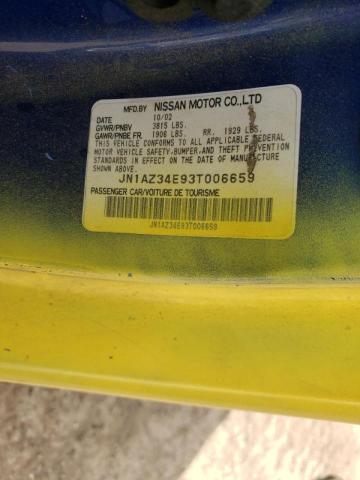 MFD.BY NISSAN MOTOR CO.,LTD
DATE 10/02
GVWR/PNBV 3815 LBS.
GAWR/PNBE FR. 1906 LBS. RR. 1929 LBS.
THIS VEHICLE CONFORMS TO ALL APPLICABLE FEDERAL
MOTOR VEHICLE SAFETY-BUMPER,AND THEFT PREVENTION
STANDARDS IN EFFECT ON THE DATE OF MANUFACTURE
SHOWN ABOVE.
JN1AZ34E93T006659
PASSENGER CAR/VOITURE DE TOURISME
JN1AZ34E93T006659